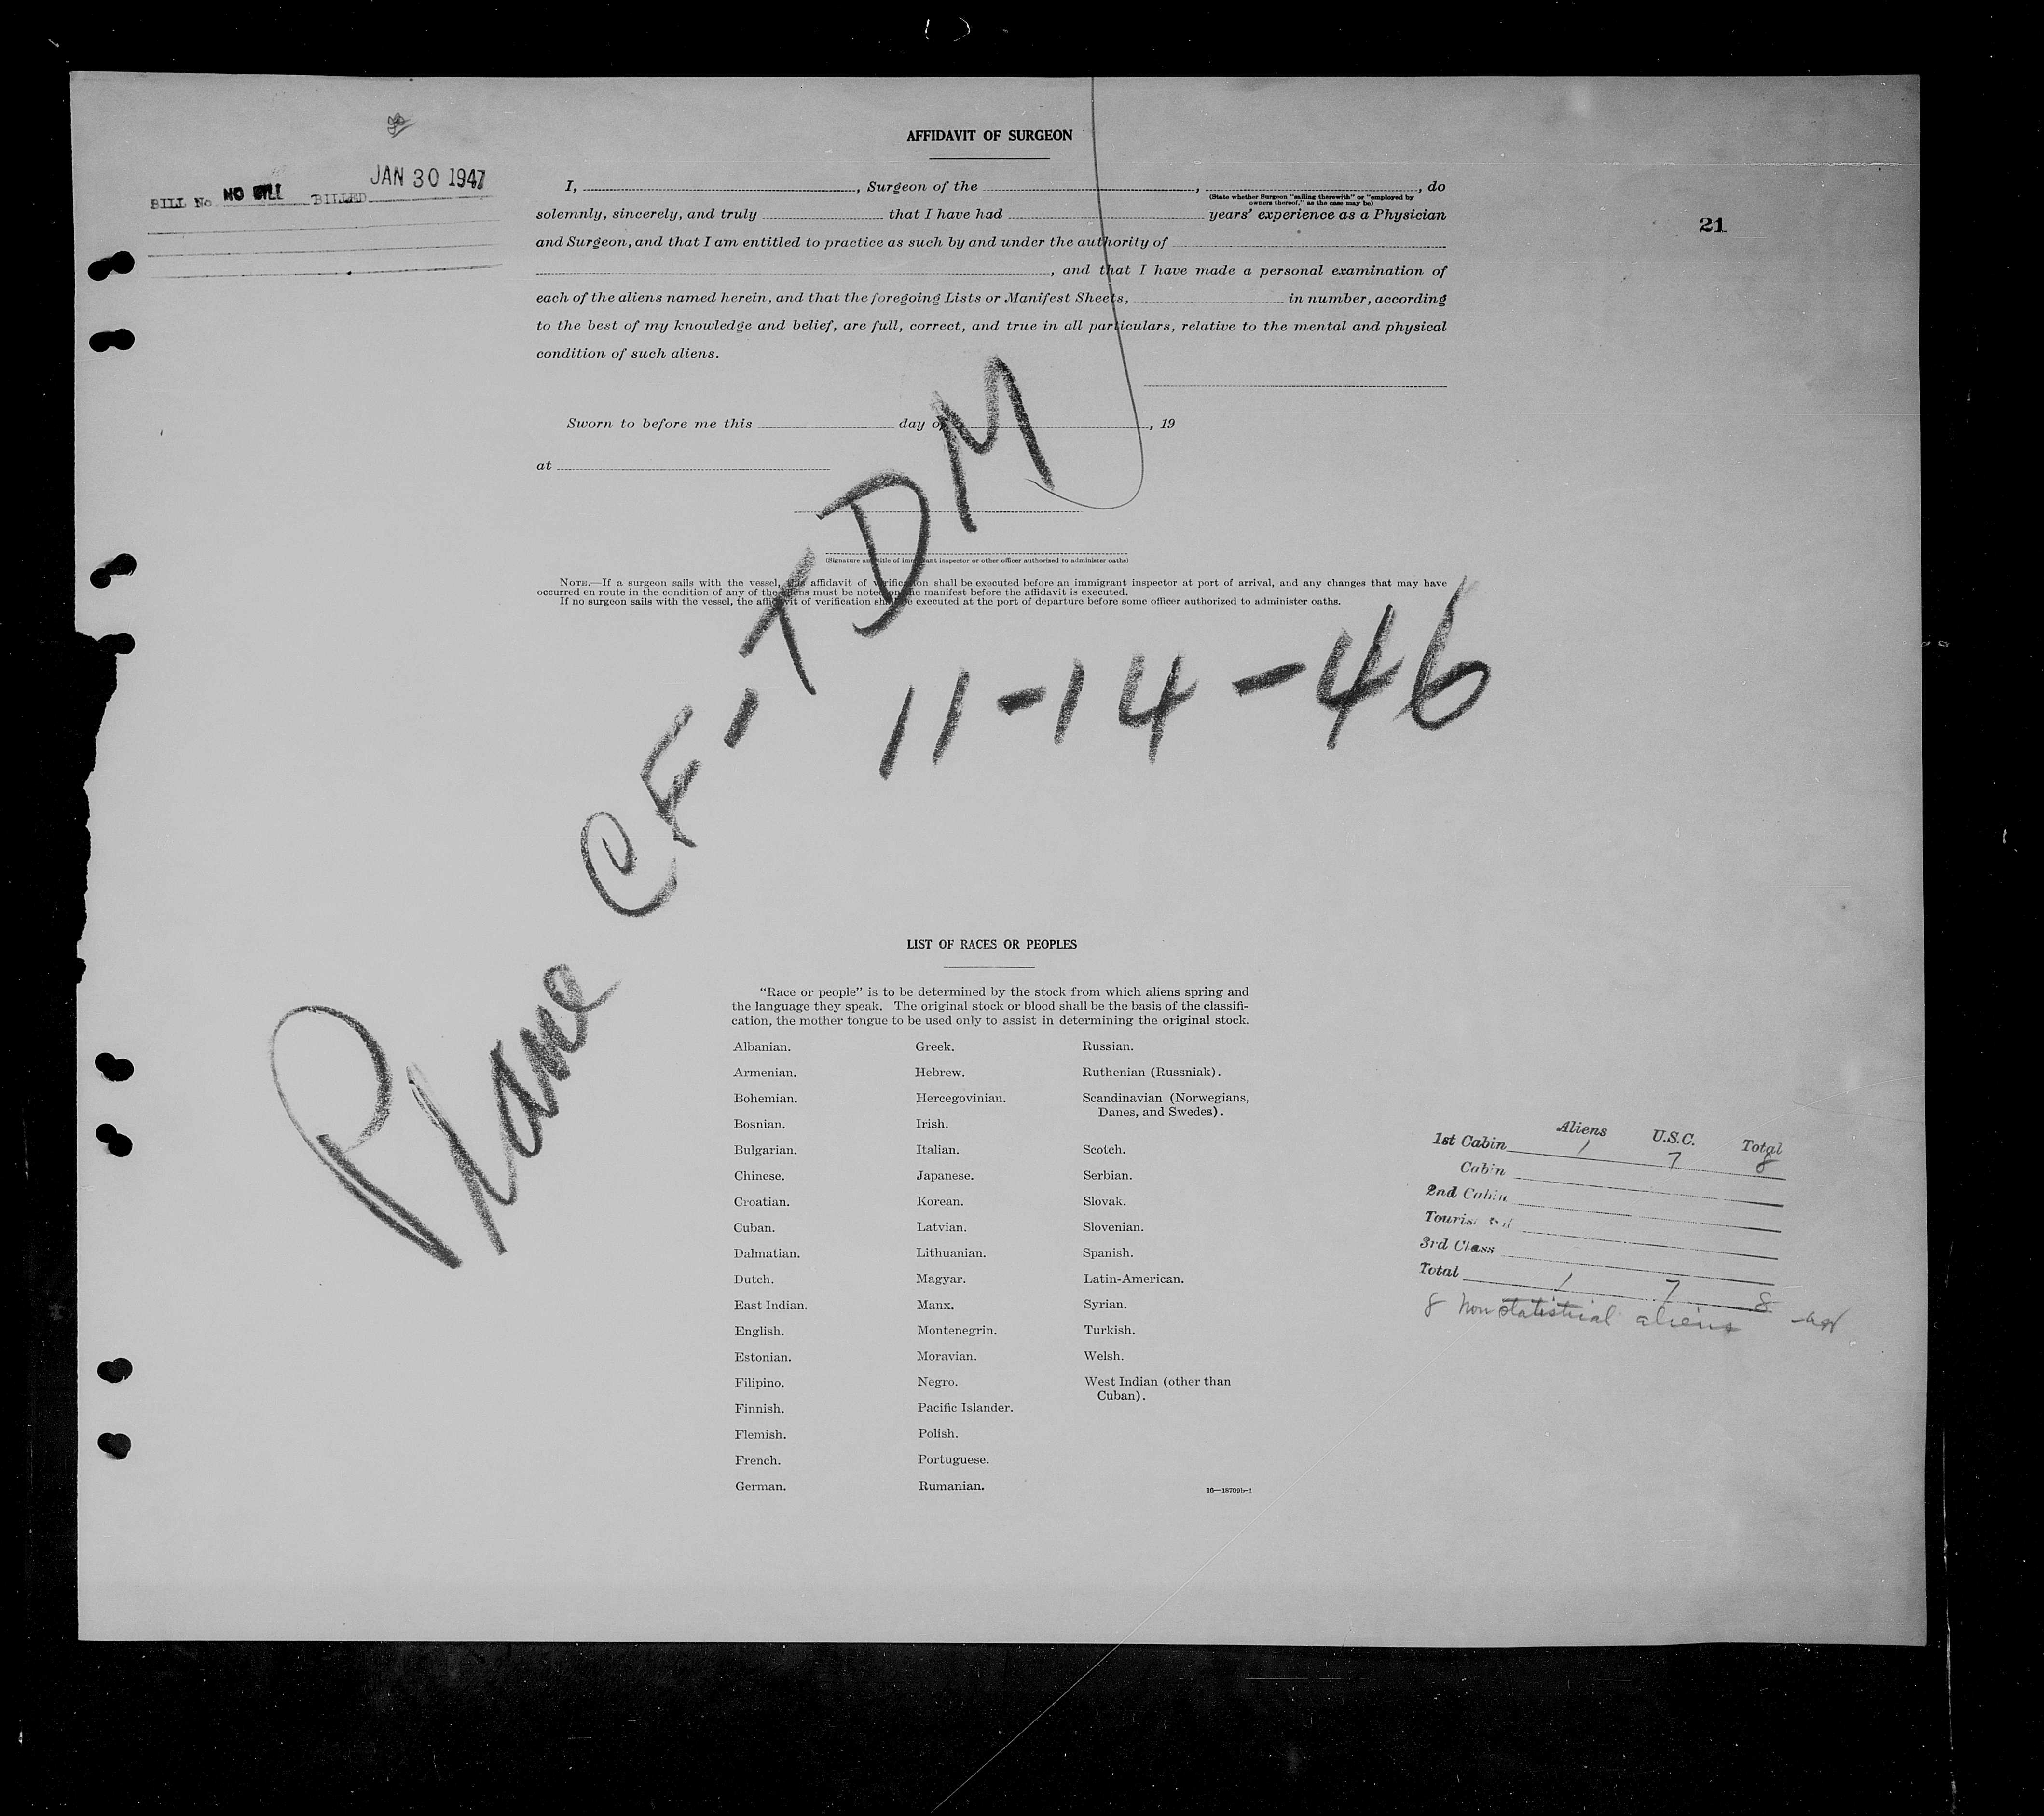 AFFIDAVIT OF SURGEON
JAN 30 1947
BILL No. NO BILL BILLED
I, , Surgeon of the , , do
(State whether Surgeon "sailing therewith" or "employed by
owners thereof," as the case may be)
solemnly, sincerely, and truly that I have had years' experience as a Physician
21
and Surgeon, and that I am entitled to practice as such by and under the authority of
, and that I have made a personal examination of
each of the aliens named herein, and that the foregoing Lists or Manifest Sheets, in number, according
to the best of my knowledge and belief, are full, correct, and true in all particulars, relative to the mental and physical
condition of such aliens.
Sworn to before me this day of , 19
at
(Signature and title of immigrant inspector or other officer authorized to administer oaths)
NOTE.—If a surgeon sails with the vessel, this affidavit of verification shall be executed before an immigrant inspector at port of arrival, and any changes that may have
occurred en route in the condition of any of the aliens must be noted on the manifest before the affidavit is executed.
If no surgeon sails with the vessel, the affidavit of verification shall be executed at the port of departure before some officer authorized to administer oaths.
Plane CF-TDM
11-14-46
LIST OF RACES OR PEOPLES
"Race or people" is to be determined by the stock from which aliens spring and
the language they speak. The original stock or blood shall be the basis of the classifi-
cation, the mother tongue to be used only to assist in determining the original stock.
Albanian.
Armenian.
Bohemian.
Bosnian.
Bulgarian.
Chinese.
Croatian.
Cuban.
Dalmatian.
Dutch.
East Indian.
English.
Estonian.
Filipino.
Finnish.
Flemish.
French.
German.
Greek.
Hebrew.
Hercegovinian.
Irish.
Italian.
Japanese.
Korean.
Latvian.
Lithuanian.
Magyar.
Manx.
Montenegrin.
Moravian.
Negro.
Pacific Islander.
Polish.
Portuguese.
Rumanian.
Russian.
Ruthenian (Russniak).
Scandinavian (Norwegians,
Danes, and Swedes).
Scotch.
Serbian.
Slovak.
Slovenian.
Spanish.
Latin-American.
Syrian.
Turkish.
Welsh.
West Indian (other than
Cuban).
16—18709b-1
Aliens U.S.C. Total
1st Cabin 1 7 8
Cabin
2nd Cabin
Tourist
3rd Class
Total 1 7 8
8 Non statistical aliens